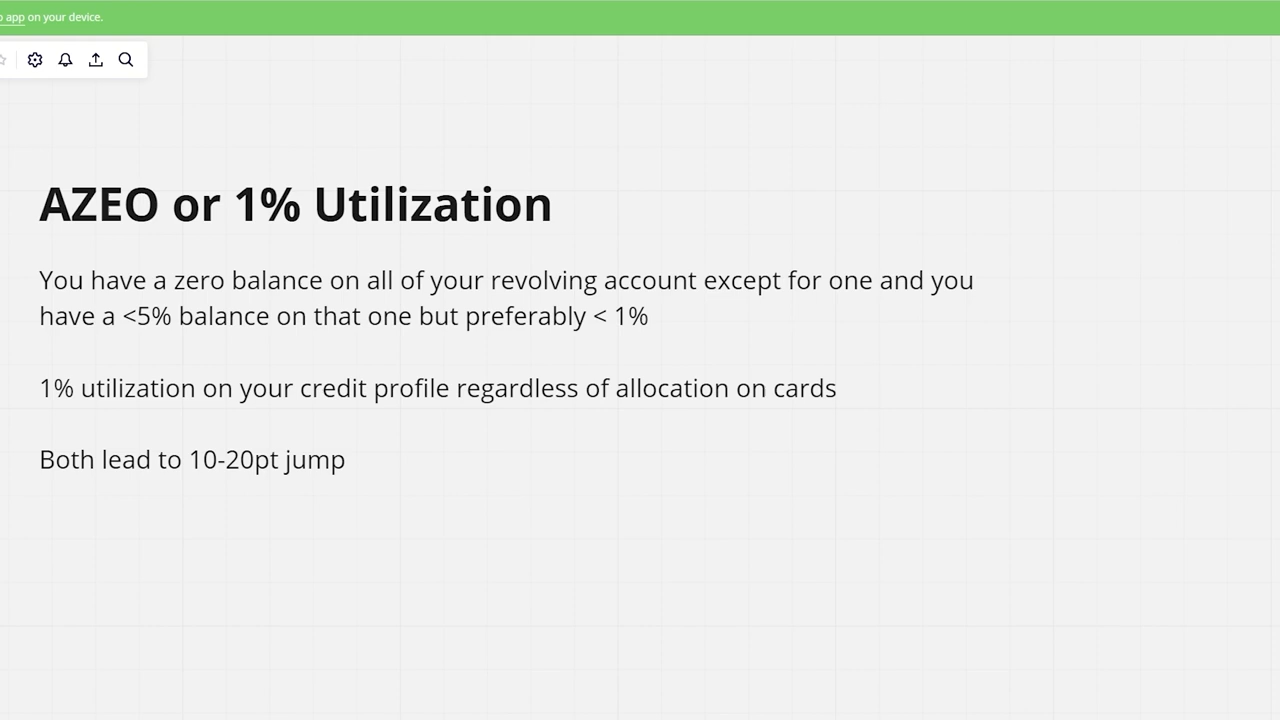 app on your device.
AZEO or 1% Utilization
You have a zero balance on all of your revolving account except for one and you
have a <5% balance on that one but preferably < 1%
1% utilization on your credit profile regardless of allocation on cards
Both lead to 10-20pt jump